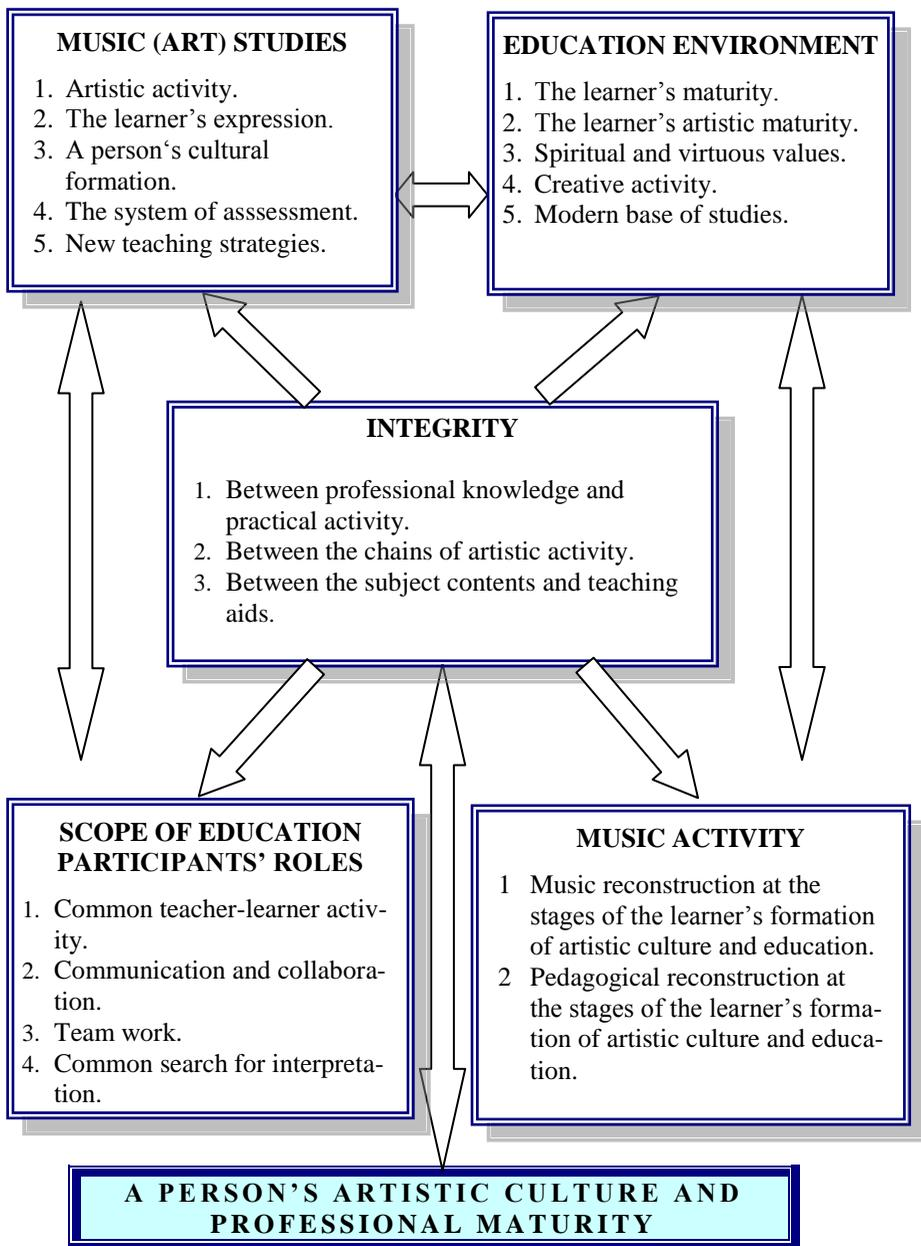 MUSIC (ART) STUDIES
1. Artistic activity.
2. The learner's expression.
3. A person‘s cultural
formation.
4. The system of asssessment.
5. New teaching strategies.
EDUCATION ENVIRONMENT
1. The learner's maturity.
2. The learner's artistic maturity.
3. Spiritual and virtuous values.
4. Creative activity.
5. Modern base of studies.
INTEGRITY
1. Between professional knowledge and
practical activity.
2. Between the chains of artistic activity.
3. Between the subject contents and teaching
aids.
SCOPE OF EDUCATION
PARTICIPANTS’ ROLES
1. Common teacher-learner activ-
ity.
2. Communication and collabora-
tion.
3. Team work.
4. Common search for interpreta-
tion.
MUSIC ACTIVITY
1 Music reconstruction at the
stages of the learner's formation
of artistic culture and education.
2 Pedagogical reconstruction at
the stages of the learner's forma-
tion of artistic culture and educa-
tion.
A PERSON’S ARTISTIC CULTURE AND
PROFESSIONAL MATURITY